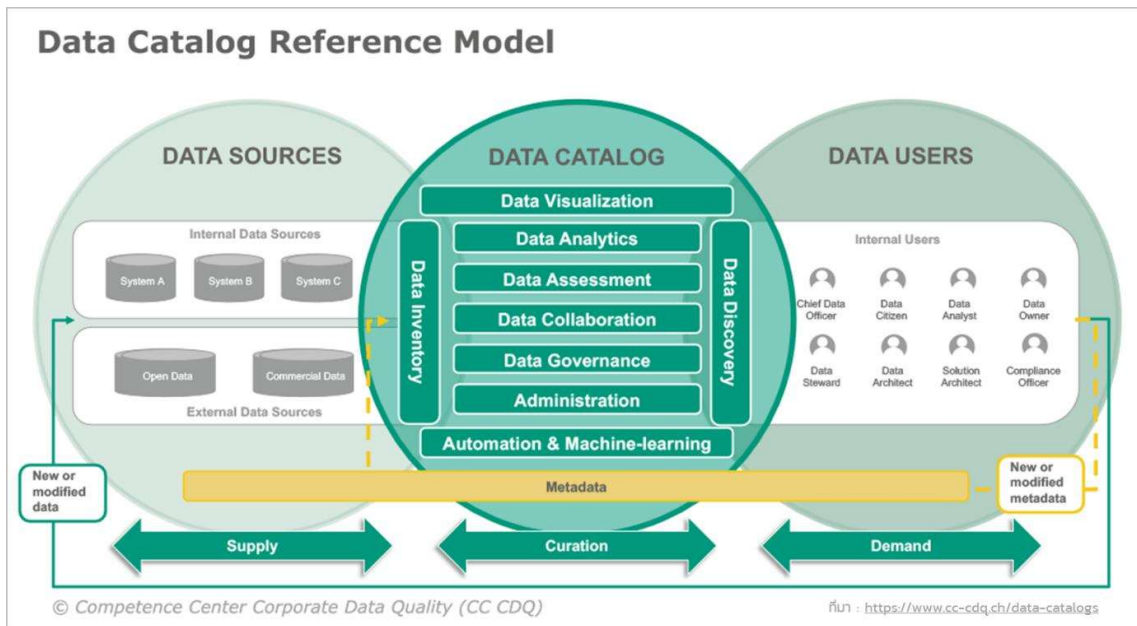 Data Catalog Reference Model
DATA SOURCES
DATA CATALOG
DATA USERS
Internal Data Sources
System A
System B
System C
Open Data
Commercial Data
External Data Sources
Data Visualization
Data Inventory
Data Analytics
Data Assessment
Data Collaboration
Data Governance
Administration
Data Discovery
Automation & Machine-learning
Internal Users
Chief Data
Officer
Data
Citizen
Data
Analyst
Data
Owner
Data
Steward
Data
Architect
Solution
Architect
Compliance
Officer
New or
modified
data
Metadata
New or
modified
metadata
Supply
Curation
Demand
© Competence Center Corporate Data Quality (CC CDQ)
ที่มา : https://www.cc-cdq.ch/data-catalogs